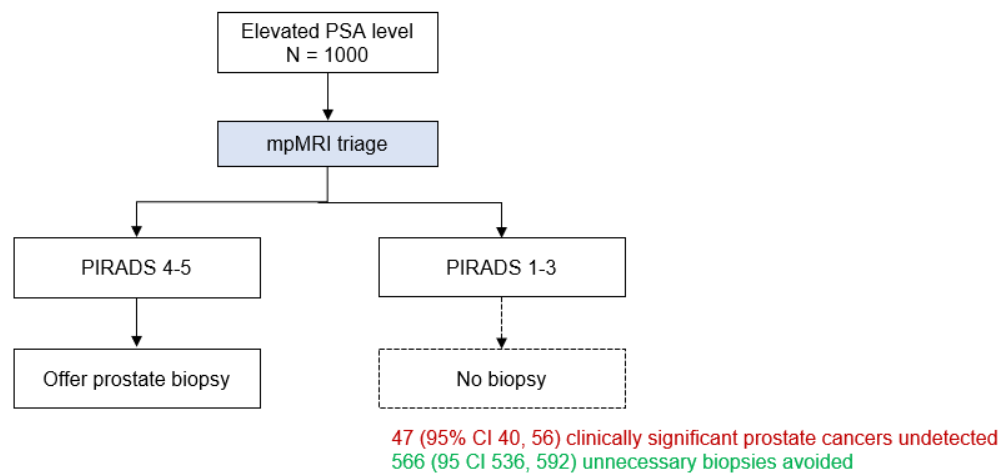 Elevated PSA level
N = 1000
mpMRI triage
PIRADS 4-5
PIRADS 1-3
Offer prostate biopsy
No biopsy
47 (95% CI 40, 56) clinically significant prostate cancers undetected
566 (95 CI 536, 592) unnecessary biopsies avoided